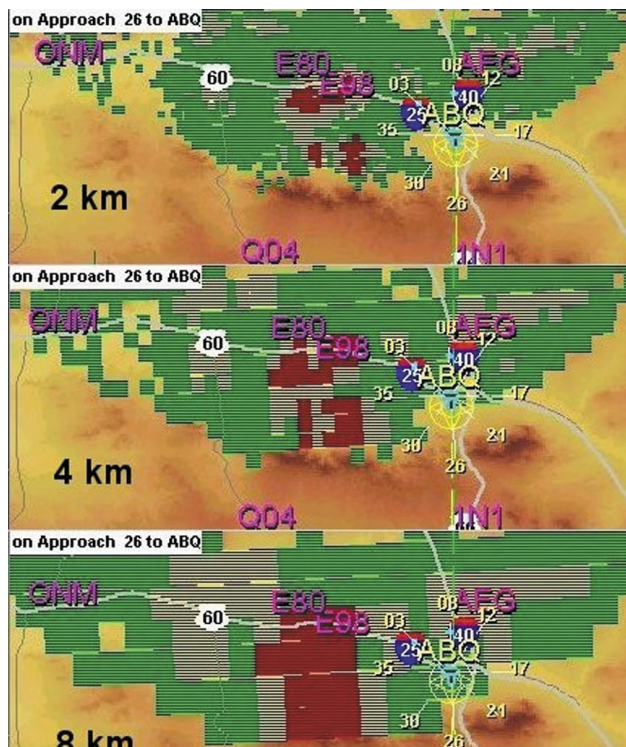 on Approach 26 to ABQ
ONM
60
E80
E98
03
08
AEG
12
40
25
ABQ
35
17
30
21
26
2 km
Q04
1N1
on Approach 26 to ABQ
ONM
60
E80
E98
03
08
AEG
12
40
25
ABQ
35
17
30
21
26
4 km
Q04
1N1
on Approach 26 to ABQ
ONM
60
E80
E98
03
08
AEG
12
40
25
ABQ
35
17
30
21
26
8 km